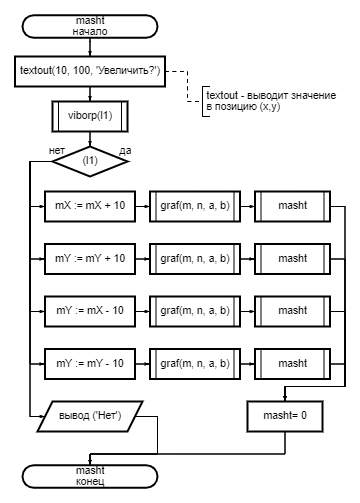 masht
начало
textout(10, 100, 'Увеличить?')
textout - выводит значение
в позицию (x,y)
viborp(l1)
нет
(l1)
да
mX := mX + 10
graf(m, n, a, b)
masht
mY := mY + 10
graf(m, n, a, b)
masht
mY := mX - 10
graf(m, n, a, b)
masht
mY := mY - 10
graf(m, n, a, b)
masht
вывод ('Нет')
masht= 0
masht
конец